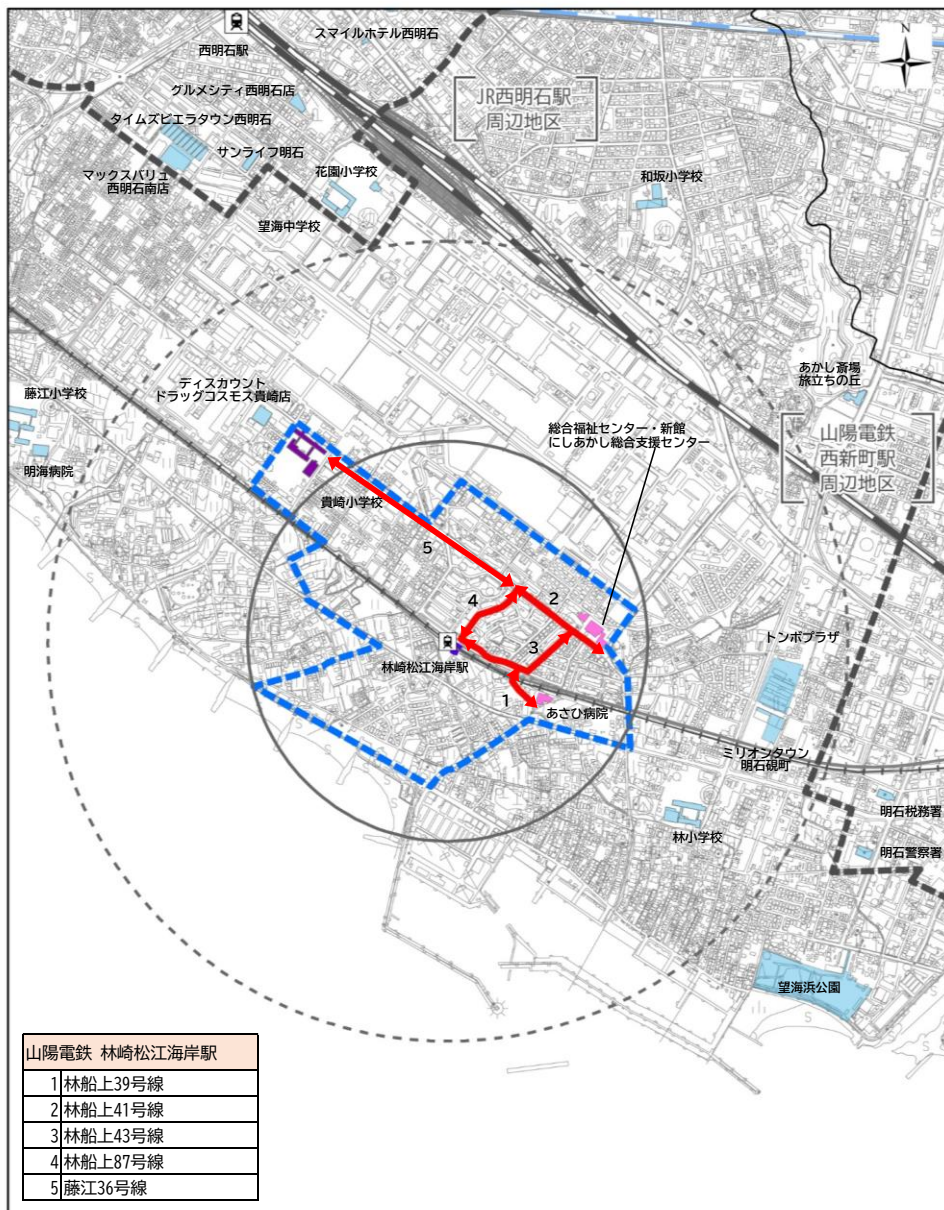 スマイルホテル西明石
N
西明石駅
グルメシティ西明石店
JR西明石駅
周辺地区
タイムズビエラタウン西明石
サンライフ明石
花園小学校
和坂小学校
マックスバリュ
西明石南店
望海中学校
あかし斎場
旅立ちの丘
藤江小学校
ディスカウント
ドラッグコスモス貴崎店
総合福祉センター・新館
にしあかし総合支援センター
山陽電鉄
西新町駅
周辺地区
明海病院
貴崎小学校
5
4
2
3
林崎松江海岸駅
トンボプラザ
1
あさひ病院
ミリオンタウン
明石硯町
明石税務署
林小学校
明石警察署
望海浜公園
山陽電鉄 林崎松江海岸駅
1 林船上39号線
2 林船上41号線
3 林船上43号線
4 林船上87号線
5 藤江36号線